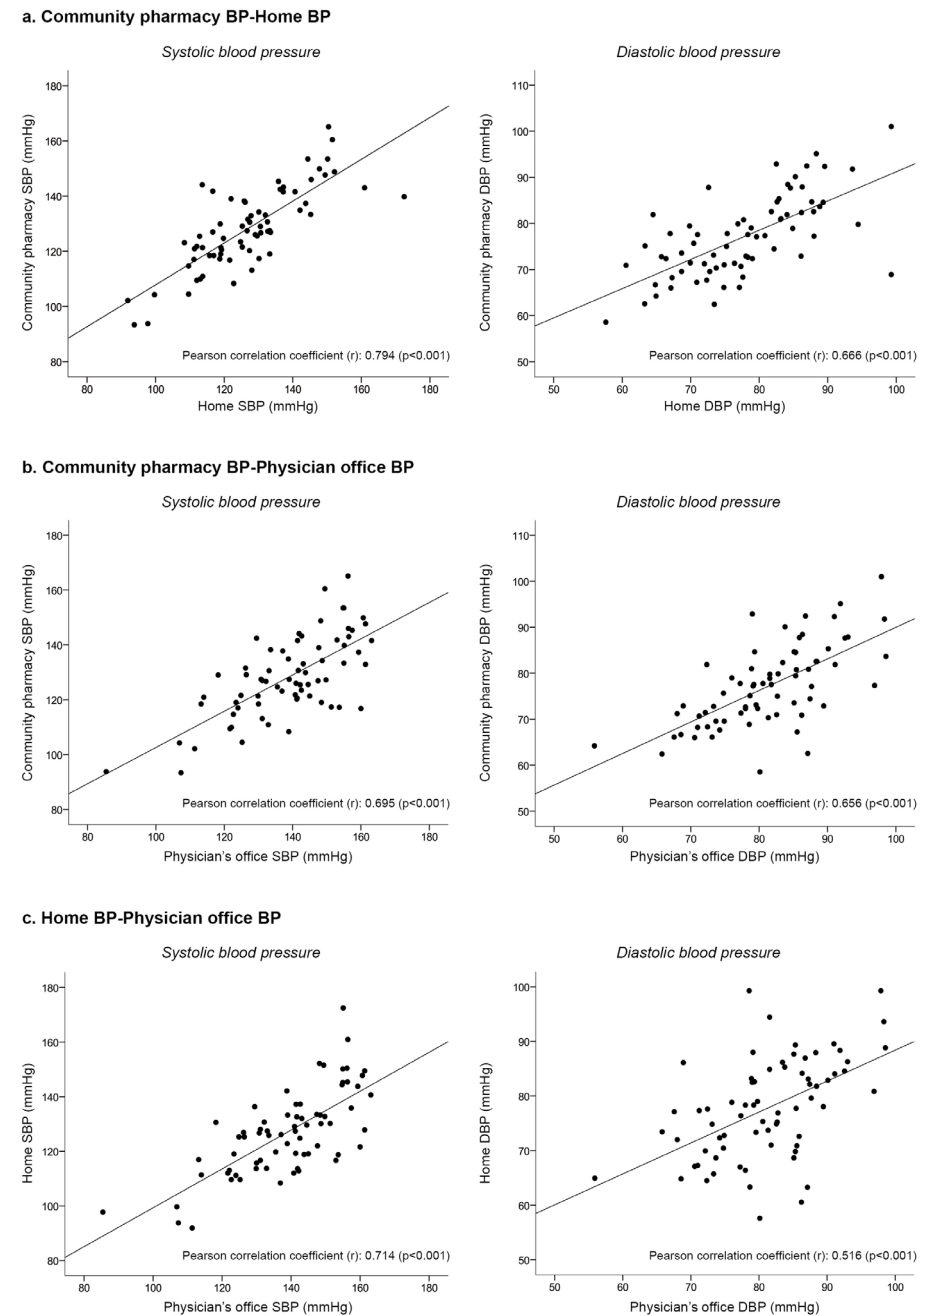 a. Community pharmacy BP-Home BP
Systolic blood pressure
Community pharmacy SBP (mmHg)
180
160
140
120
100
80
Pearson correlation coefficient (r): 0.794 (p<0.001)
80 100 120 140 160 180
Home SBP (mmHg)
Diastolic blood pressure
Community pharmacy DBP (mmHg)
110
100
90
80
70
60
50
Pearson correlation coefficient (r): 0.666 (p<0.001)
50 60 70 80 90 100
Home DBP (mmHg)
b. Community pharmacy BP-Physician office BP
Systolic blood pressure
Community pharmacy SBP (mmHg)
180
160
140
120
100
80
Pearson correlation coefficient (r): 0.695 (p<0.001)
80 100 120 140 160 180
Physician's office SBP (mmHg)
Diastolic blood pressure
Community pharmacy DBP (mmHg)
110
100
90
80
70
60
50
Pearson correlation coefficient (r): 0.656 (p<0.001)
50 60 70 80 90 100
Physician's office DBP (mmHg)
c. Home BP-Physician office BP
Systolic blood pressure
Home SBP (mmHg)
180
160
140
120
100
80
Pearson correlation coefficient (r): 0.714 (p<0.001)
80 100 120 140 160 180
Physician's office SBP (mmHg)
Diastolic blood pressure
Home DBP (mmHg)
100
90
80
70
60
50
Pearson correlation coefficient (r): 0.516 (p<0.001)
50 60 70 80 90 100
Physician's office DBP (mmHg)